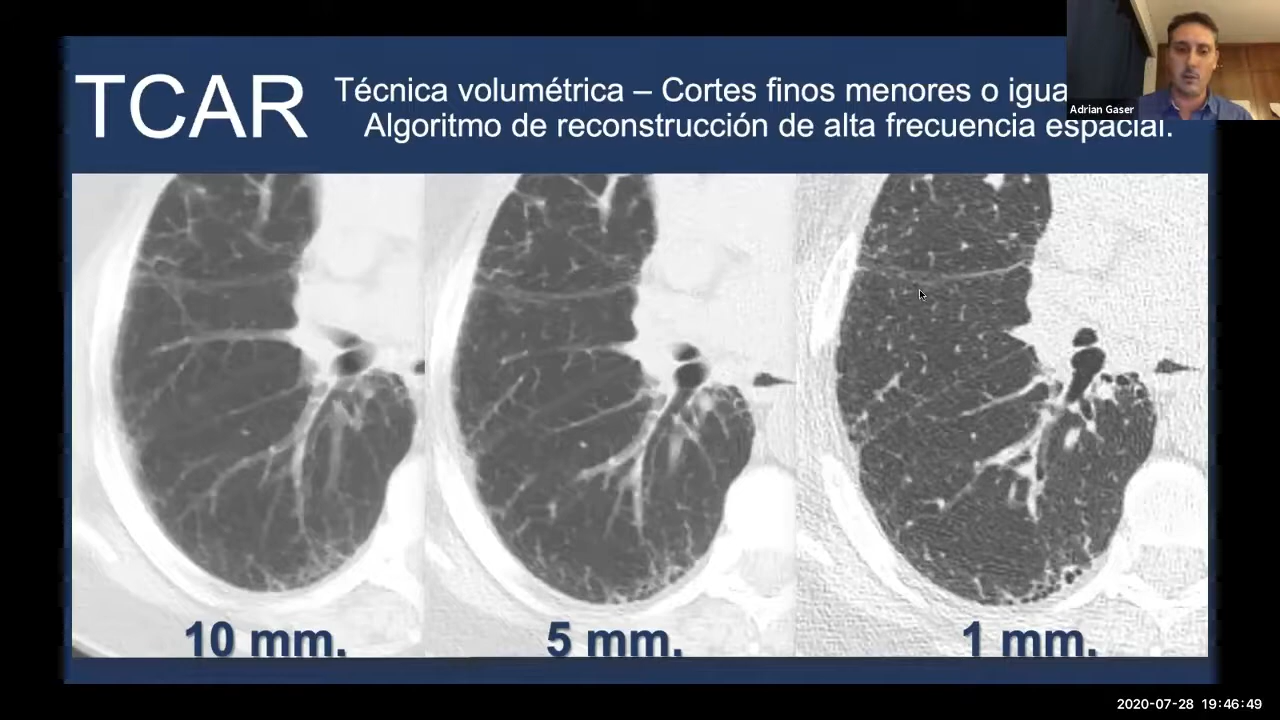 TCAR
Técnica volumétrica – Cortes finos menores o igua
Algoritmo de reconstrucción de alta frecuencia espacial.
Adrian Gaser
10 mm.
5 mm.
1 mm.
2020-07-28 19:46:49